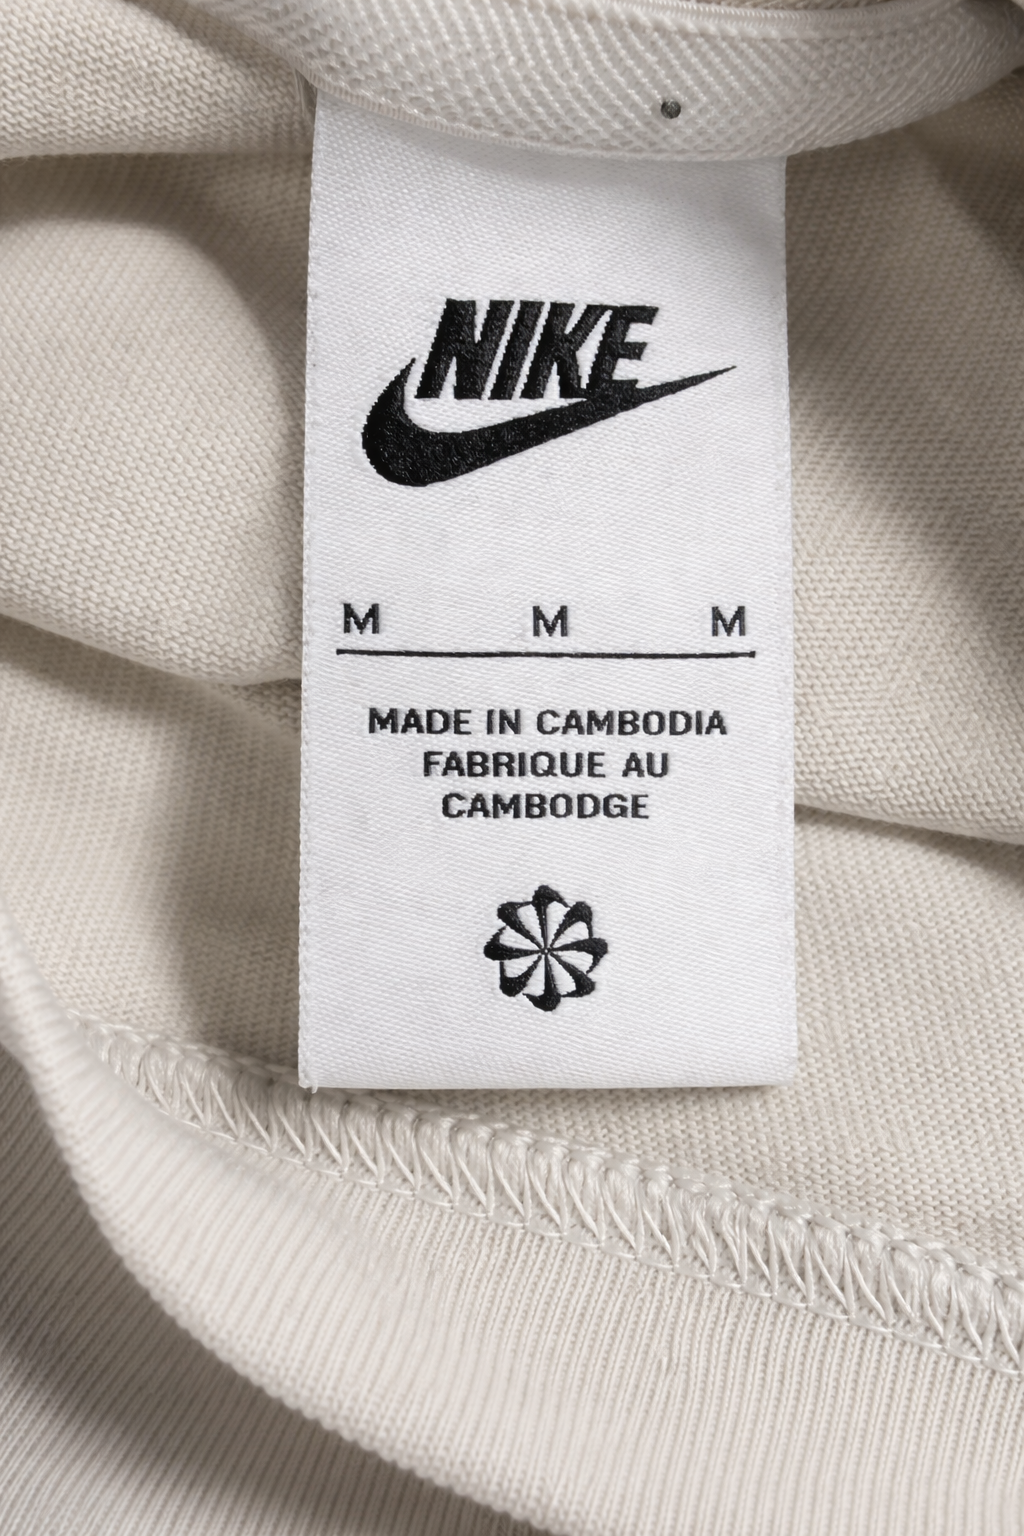 NIKE
M M M
MADE IN CAMBODIA
FABRIQUE AU
CAMBODGE